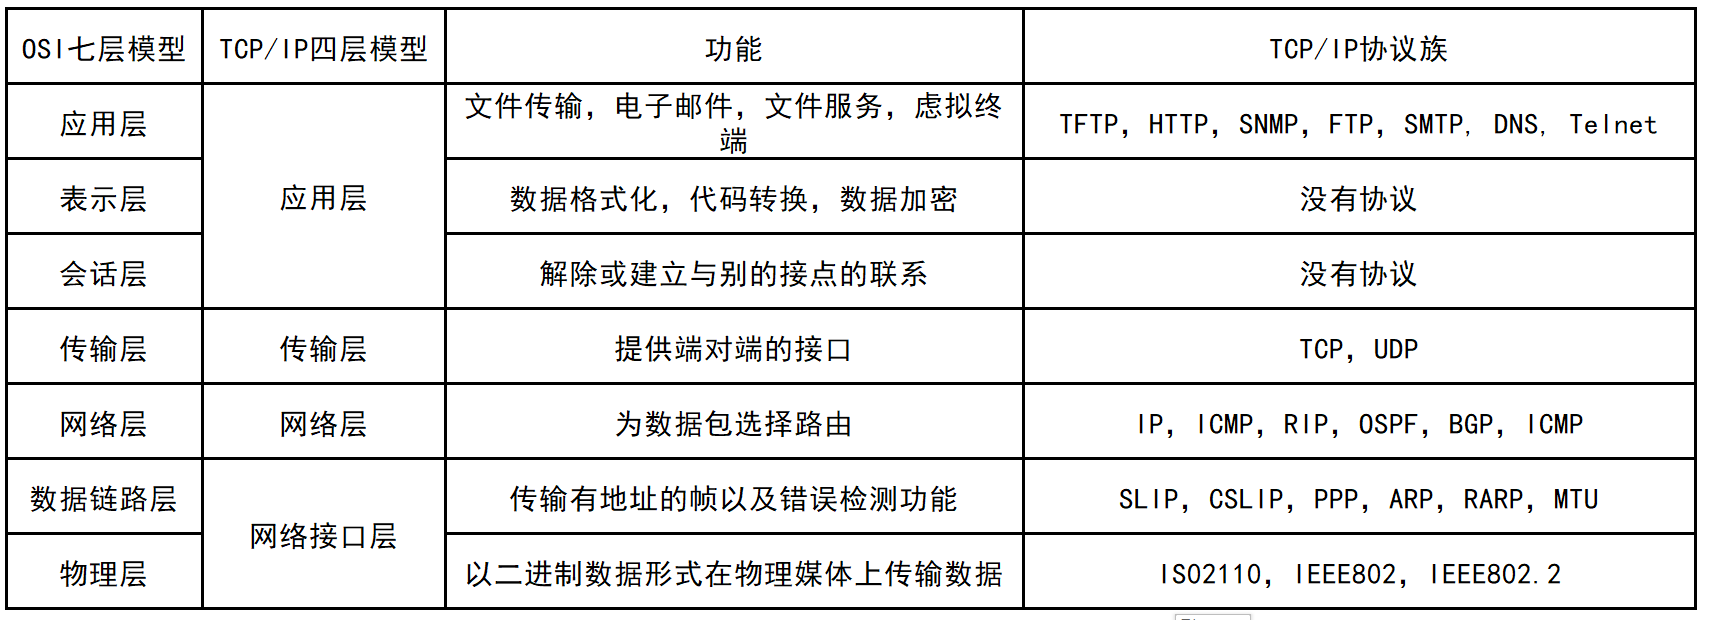 OSI七层模型 TCP/IP四层模型 功能 TCP/IP协议族
应用层 文件传输，电子邮件，文件服务，虚拟终
端 TFTP，HTTP，SNMP，FTP，SMTP，DNS，Telnet
表示层 应用层 数据格式化，代码转换，数据加密 没有协议
会话层 解除或建立与别的接点的联系 没有协议
传输层 传输层 提供端对端的接口 TCP，UDP
网络层 网络层 为数据包选择路由 IP，ICMP，RIP，OSPF，BGP，ICMP
数据链路层 传输有地址的帧以及错误检测功能 SLIP，CSLIP，PPP，ARP，RARP，MTU
网络接口层
物理层 以二进制数据形式在物理媒体上传输数据 ISO2110，IEEE802，IEEE802.2